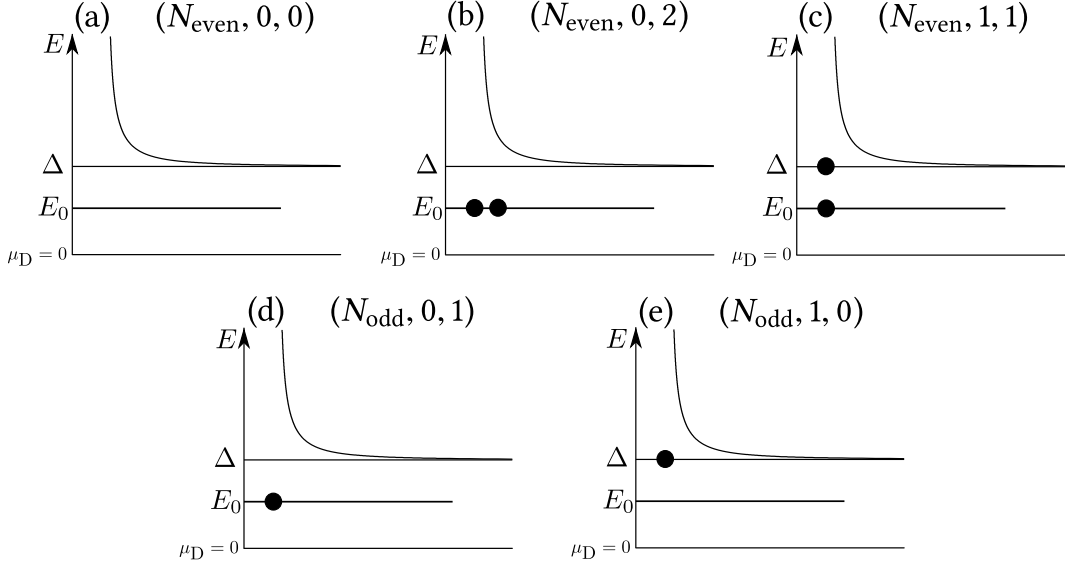 (a) (N_even, 0, 0)
E
Δ
E_0
μ_D = 0
(b) (N_even, 0, 2)
E
Δ
E_0
μ_D = 0
(c) (N_even, 1, 1)
E
Δ
E_0
μ_D = 0
(d) (N_odd, 0, 1)
E
Δ
E_0
μ_D = 0
(e) (N_odd, 1, 0)
E
Δ
E_0
μ_D = 0